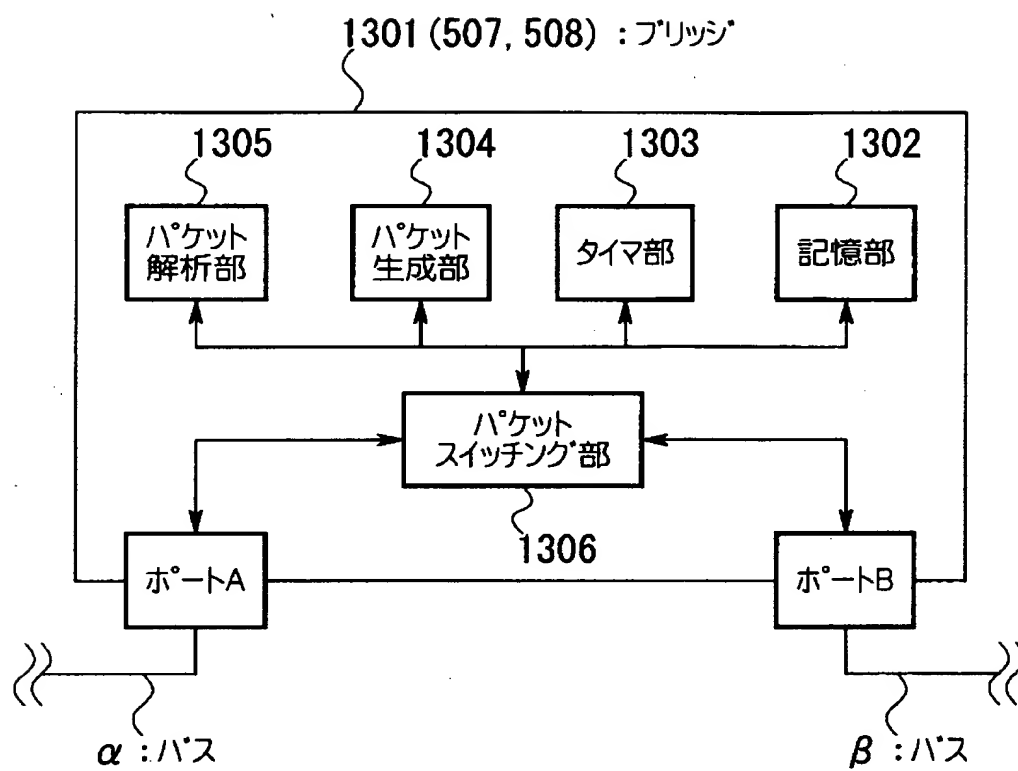 1301 (507, 508) : ブリッジ
1305
1304
1303
1302
パケット
解析部
パケット
生成部
タイマ部
記憶部
パケット
スイッチング部
1306
ポートA
ポートB
α : バス
β : バス